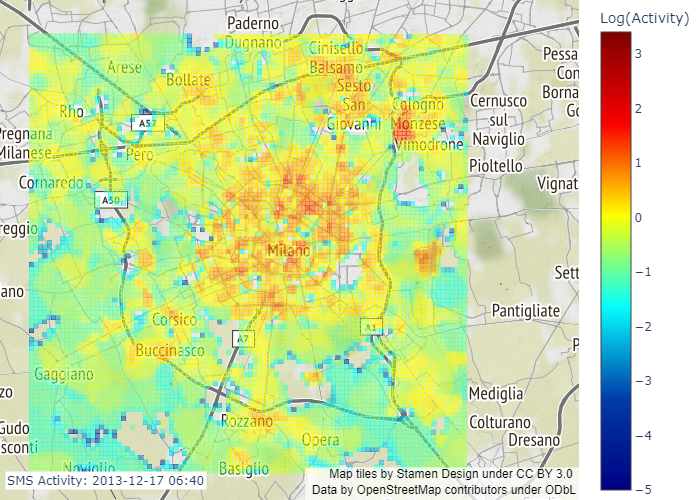 Log(Activity)
Paderno
Dugnano
Cinisello
Balsamo
Arese
Bollate
Sesto
San
Giovanni
Rho
A52
Cologno
Monzese
Vimodrone
Cernusco
sul
Naviglio
Pioltello
Pessa
Con
Borna
Go
Pregnana
Milanese
Pero
Cornaredo
A50
Vignat
reggio
Milano
Sett
ano
Pantigliate
Corsico
Buccinasco
A7
A1
Gaggiano
Mediglia
Colturano
Dresano
zo
Gudo
sconti
Rozzano
Opera
Noviglio
Basiglio
P
3
2
1
0
−1
−2
−3
−4
−5
SMS Activity: 2013-12-17 06:40
Map tiles by Stamen Design under CC BY 3.0
Data by OpenStreetMap contributors under ODbL